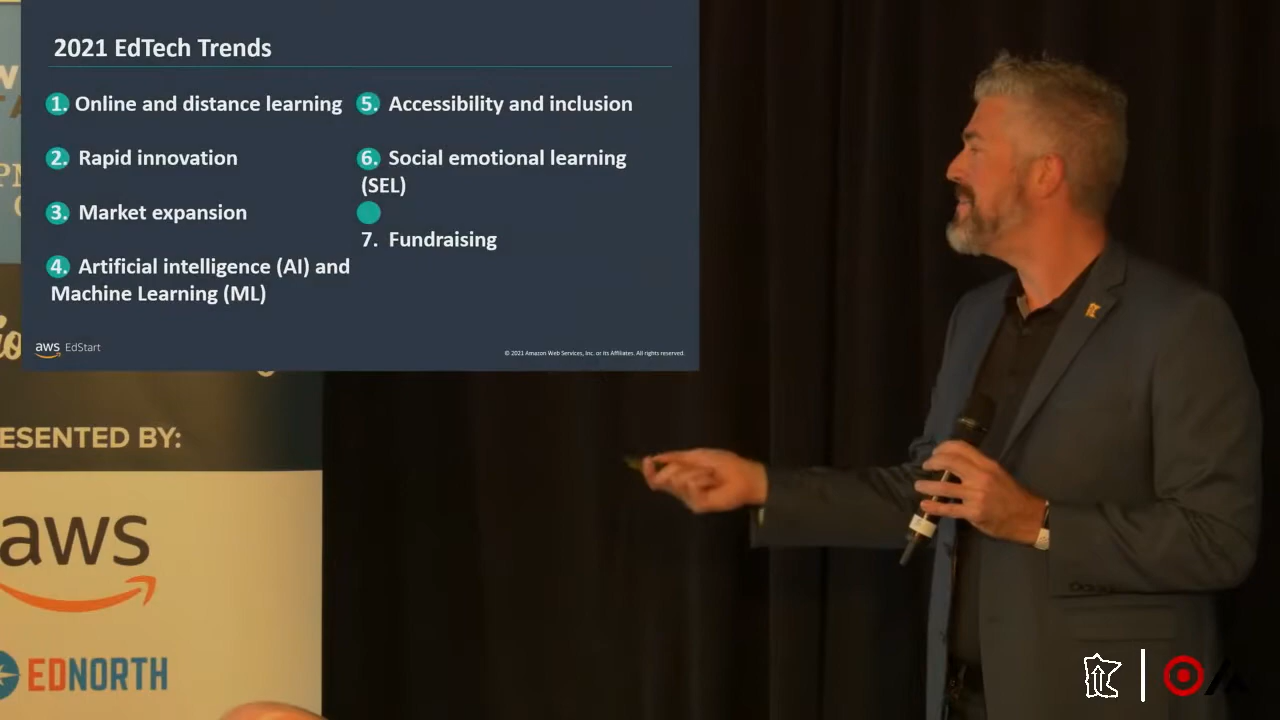 2021 EdTech Trends
1. Online and distance learning
2. Rapid innovation
3. Market expansion
4. Artificial intelligence (AI) and
Machine Learning (ML)
5. Accessibility and inclusion
6. Social emotional learning
(SEL)
7. Fundraising
aws EdStart
© 2021 Amazon Web Services, Inc. or its Affiliates. All rights reserved.
ESENTED BY:
aws
EDNORTH